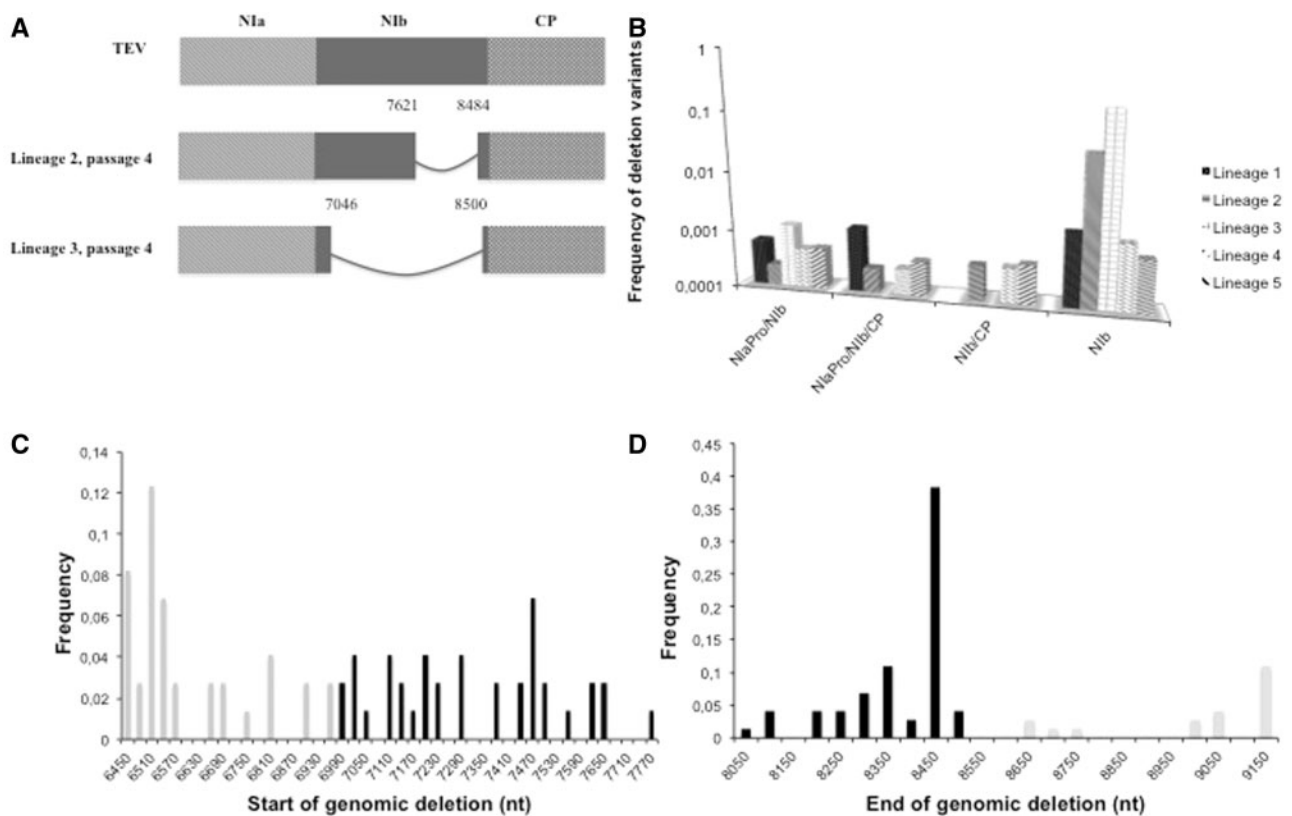 A
NIa NIb CP
TEV
7621 8484
Lineage 2, passage 4
7046 8500
Lineage 3, passage 4
B
Frequency of deletion variants
1
0,1
0,01
0,001
0,0001
NIaPro/NIb
NIaPro/NIb/CP
NIb/CP
NIb
Lineage 1
Lineage 2
Lineage 3
Lineage 4
Lineage 5
C
Frequency
0,14
0,12
0,1
0,08
0,06
0,04
0,02
0
6450 6510 6570 6630 6690 6750 6810 6870 6930 6990 7050 7110 7170 7230 7290 7350 7410 7470 7530 7590 7650 7710 7770
Start of genomic deletion (nt)
D
Frequency
0,45
0,4
0,35
0,3
0,25
0,2
0,15
0,1
0,05
0
8050 8150 8250 8350 8450 8550 8650 8750 8850 8950 9050 9150
End of genomic deletion (nt)